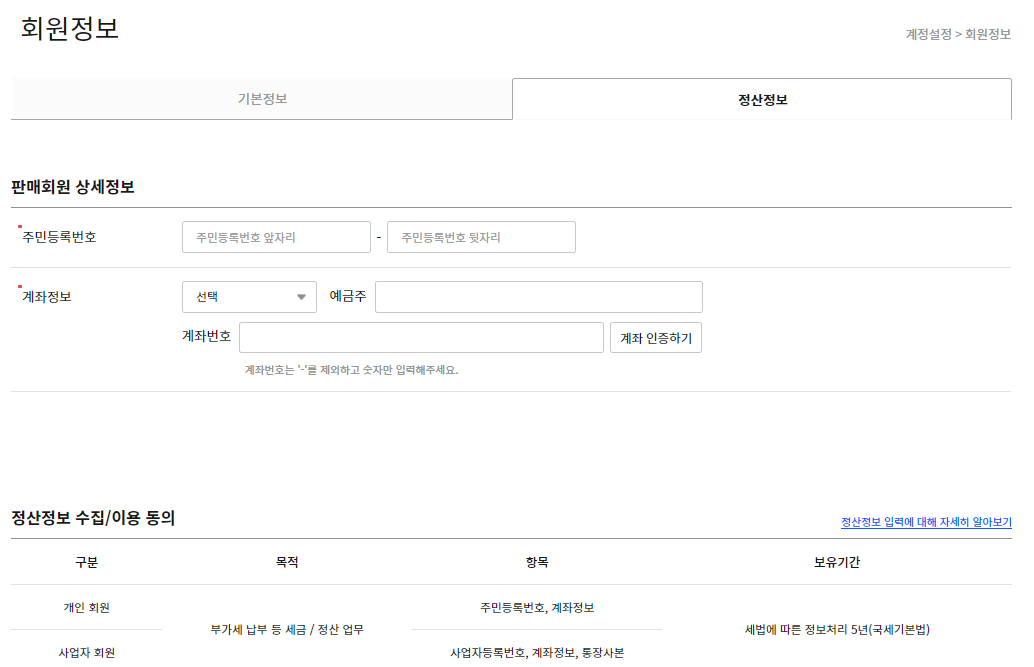 회원정보
계정설정 > 회원정보
기본정보 정산정보
판매회원 상세정보
주민등록번호 주민등록번호 앞자리 - 주민등록번호 뒷자리
계좌정보 선택 예금주
계좌번호 계좌 인증하기
계좌번호는 '-'를 제외하고 숫자만 입력해주세요.
정산정보 수집/이용 동의
정산정보 입력에 대해 자세히 알아보기
구분 목적 항목 보유기간
개인 회원 주민등록번호, 계좌정보
부가세 납부 등 세금 / 정산 업무 세법에 따른 정보처리 5년(국세기본법)
사업자 회원 사업자등록번호, 계좌정보, 통장사본